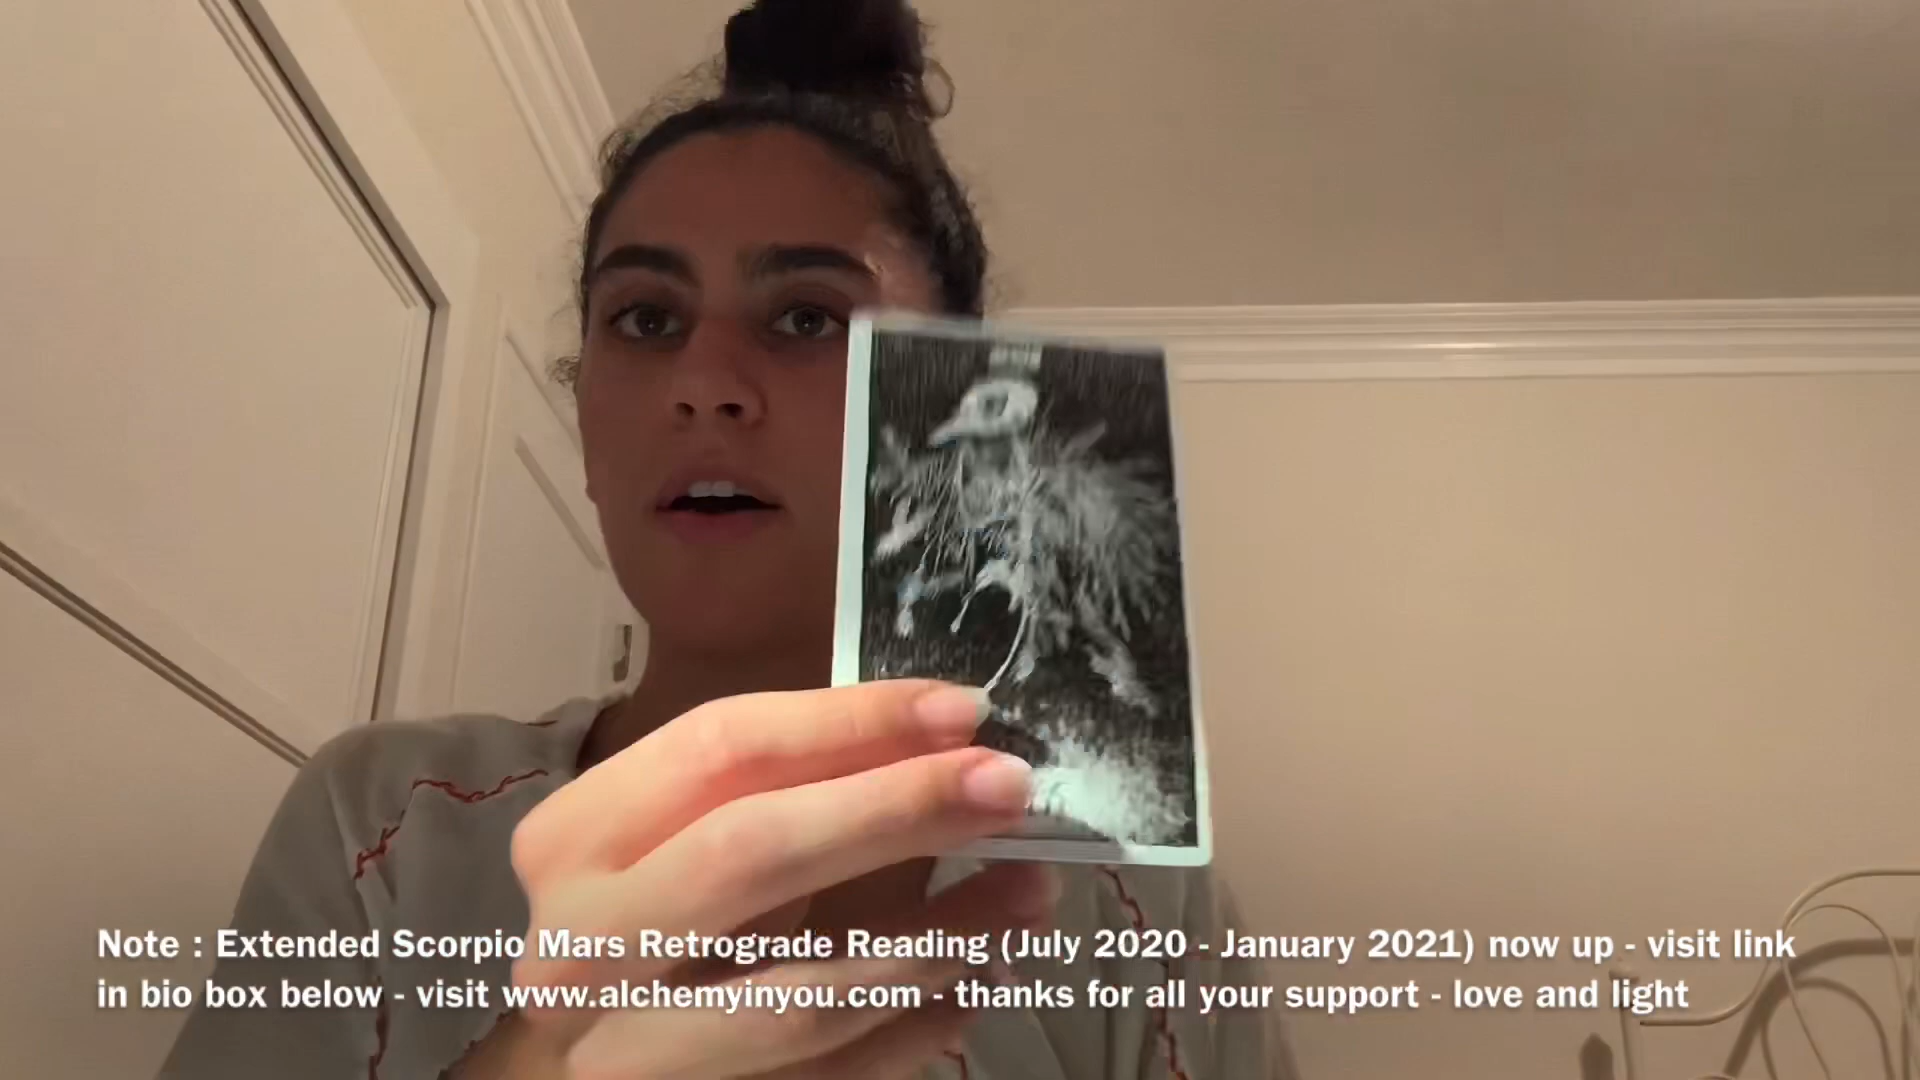 Note : Extended Scorpio Mars Retrograde Reading (July 2020 - January 2021) now up - visit link
in bio box below - visit www.alchemyinyou.com - thanks for all your support - love and light